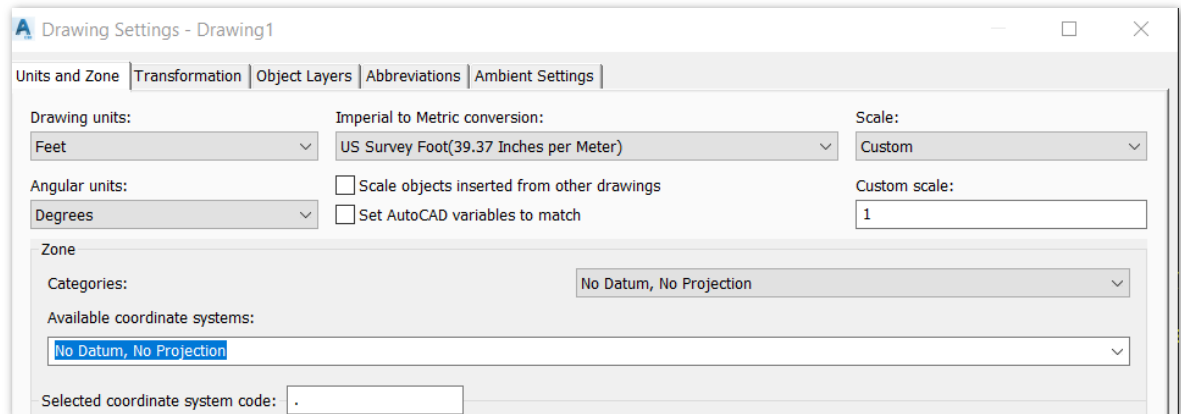 Drawing Settings - Drawing1
Units and Zone Transformation Object Layers Abbreviations Ambient Settings
Drawing units: Imperial to Metric conversion: Scale:
Feet US Survey Foot(39.37 Inches per Meter) Custom
Angular units: Scale objects inserted from other drawings Custom scale:
Degrees Set AutoCAD variables to match 1
Zone
Categories: No Datum, No Projection
Available coordinate systems:
No Datum, No Projection
Selected coordinate system code: .